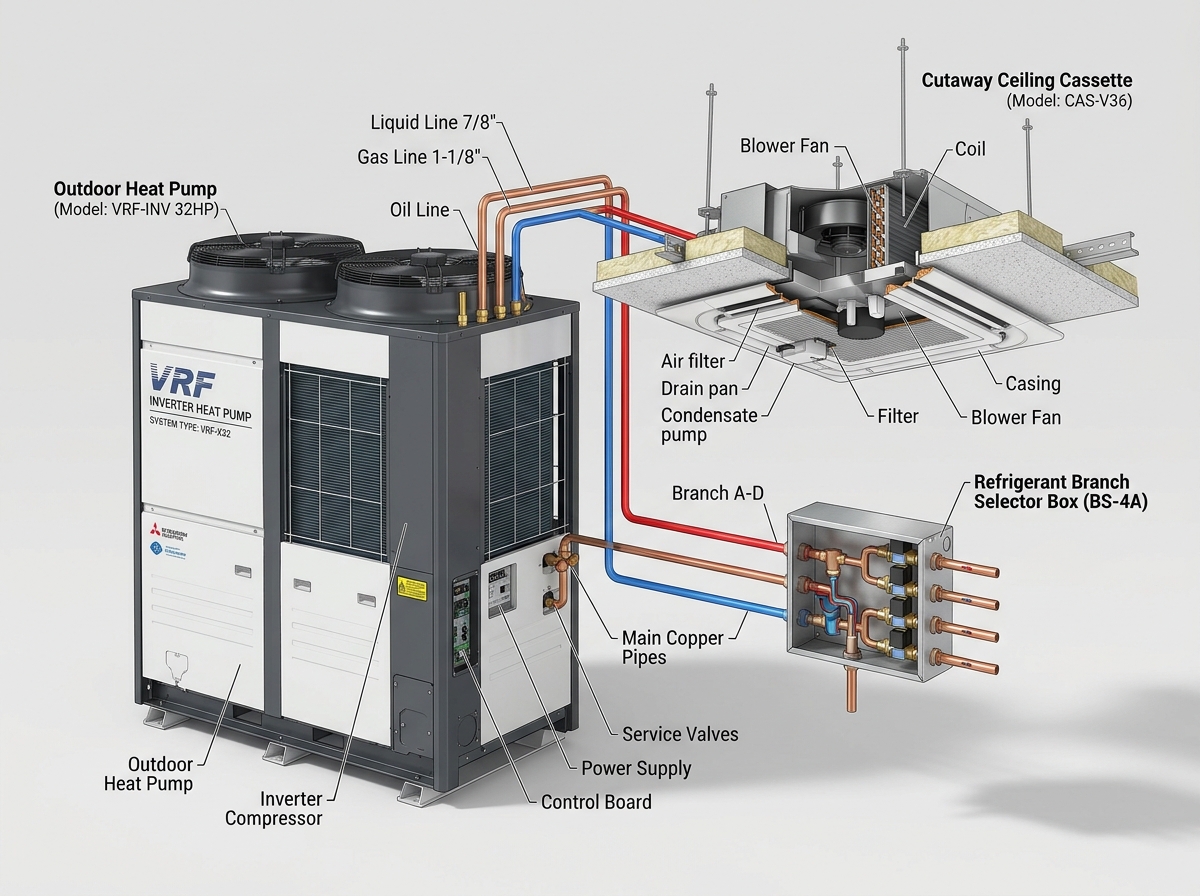 Cutaway Ceiling Cassette
(Model: CAS-V36)
Liquid Line 7/8"
Gas Line 1-1/8"
Blower Fan
Coil
Outdoor Heat Pump
(Model: VRF-INV 32HP)
Oil Line
Air filter
Drain pan
Condensate
pump
Filter
Casing
Blower Fan
VRF
INVERTER HEAT PUMP
SYSTEM TYPE: VRF-X32
Branch A-D
Refrigerant Branch
Selector Box (BS-4A)
Main Copper
Pipes
Service Valves
Power Supply
Control Board
Outdoor
Heat Pump
Inverter
Compressor